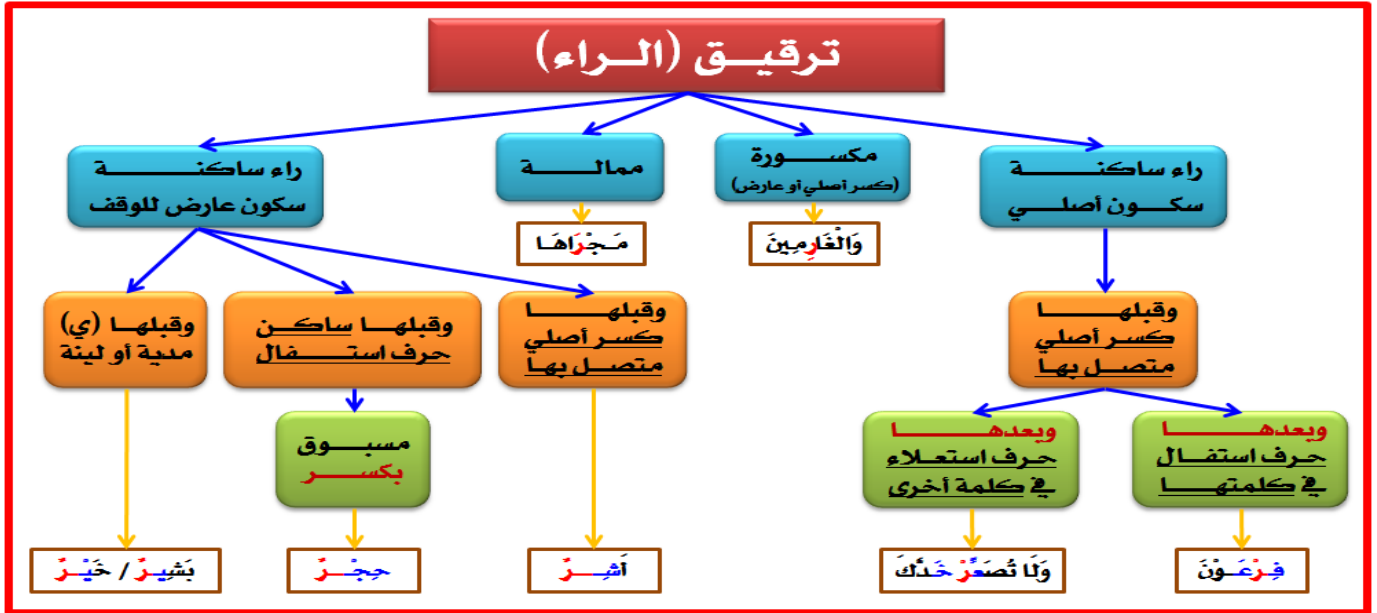 ترقيق (الراء)
راء ساكنة
سكون أصلي
مكسورة
(كسر أصلي أو عارض)
ممالة
راء ساكنة
سكون عارض للوقف
وَالْغَارِمِينَ
مَجْرَاهَا
وقبلها
كسر أصلي
متصل بها
وقبلها
كسر أصلي
متصل بها
وقبلها ساكن
حرف استفال
وقبلها (ي)
مدية أو لينة
وبعدها
حرف استفال
في كلمتها
وبعدها
حرف استعلاء
في كلمة أخرى
مسبوق
بكسر
فِرْعَوْنَ
وَلَا تُصَعِّرْ خَدَّكَ
أَشِرٌ
حِجْرٌ
بَشِيرٌ / خَيْرٌ